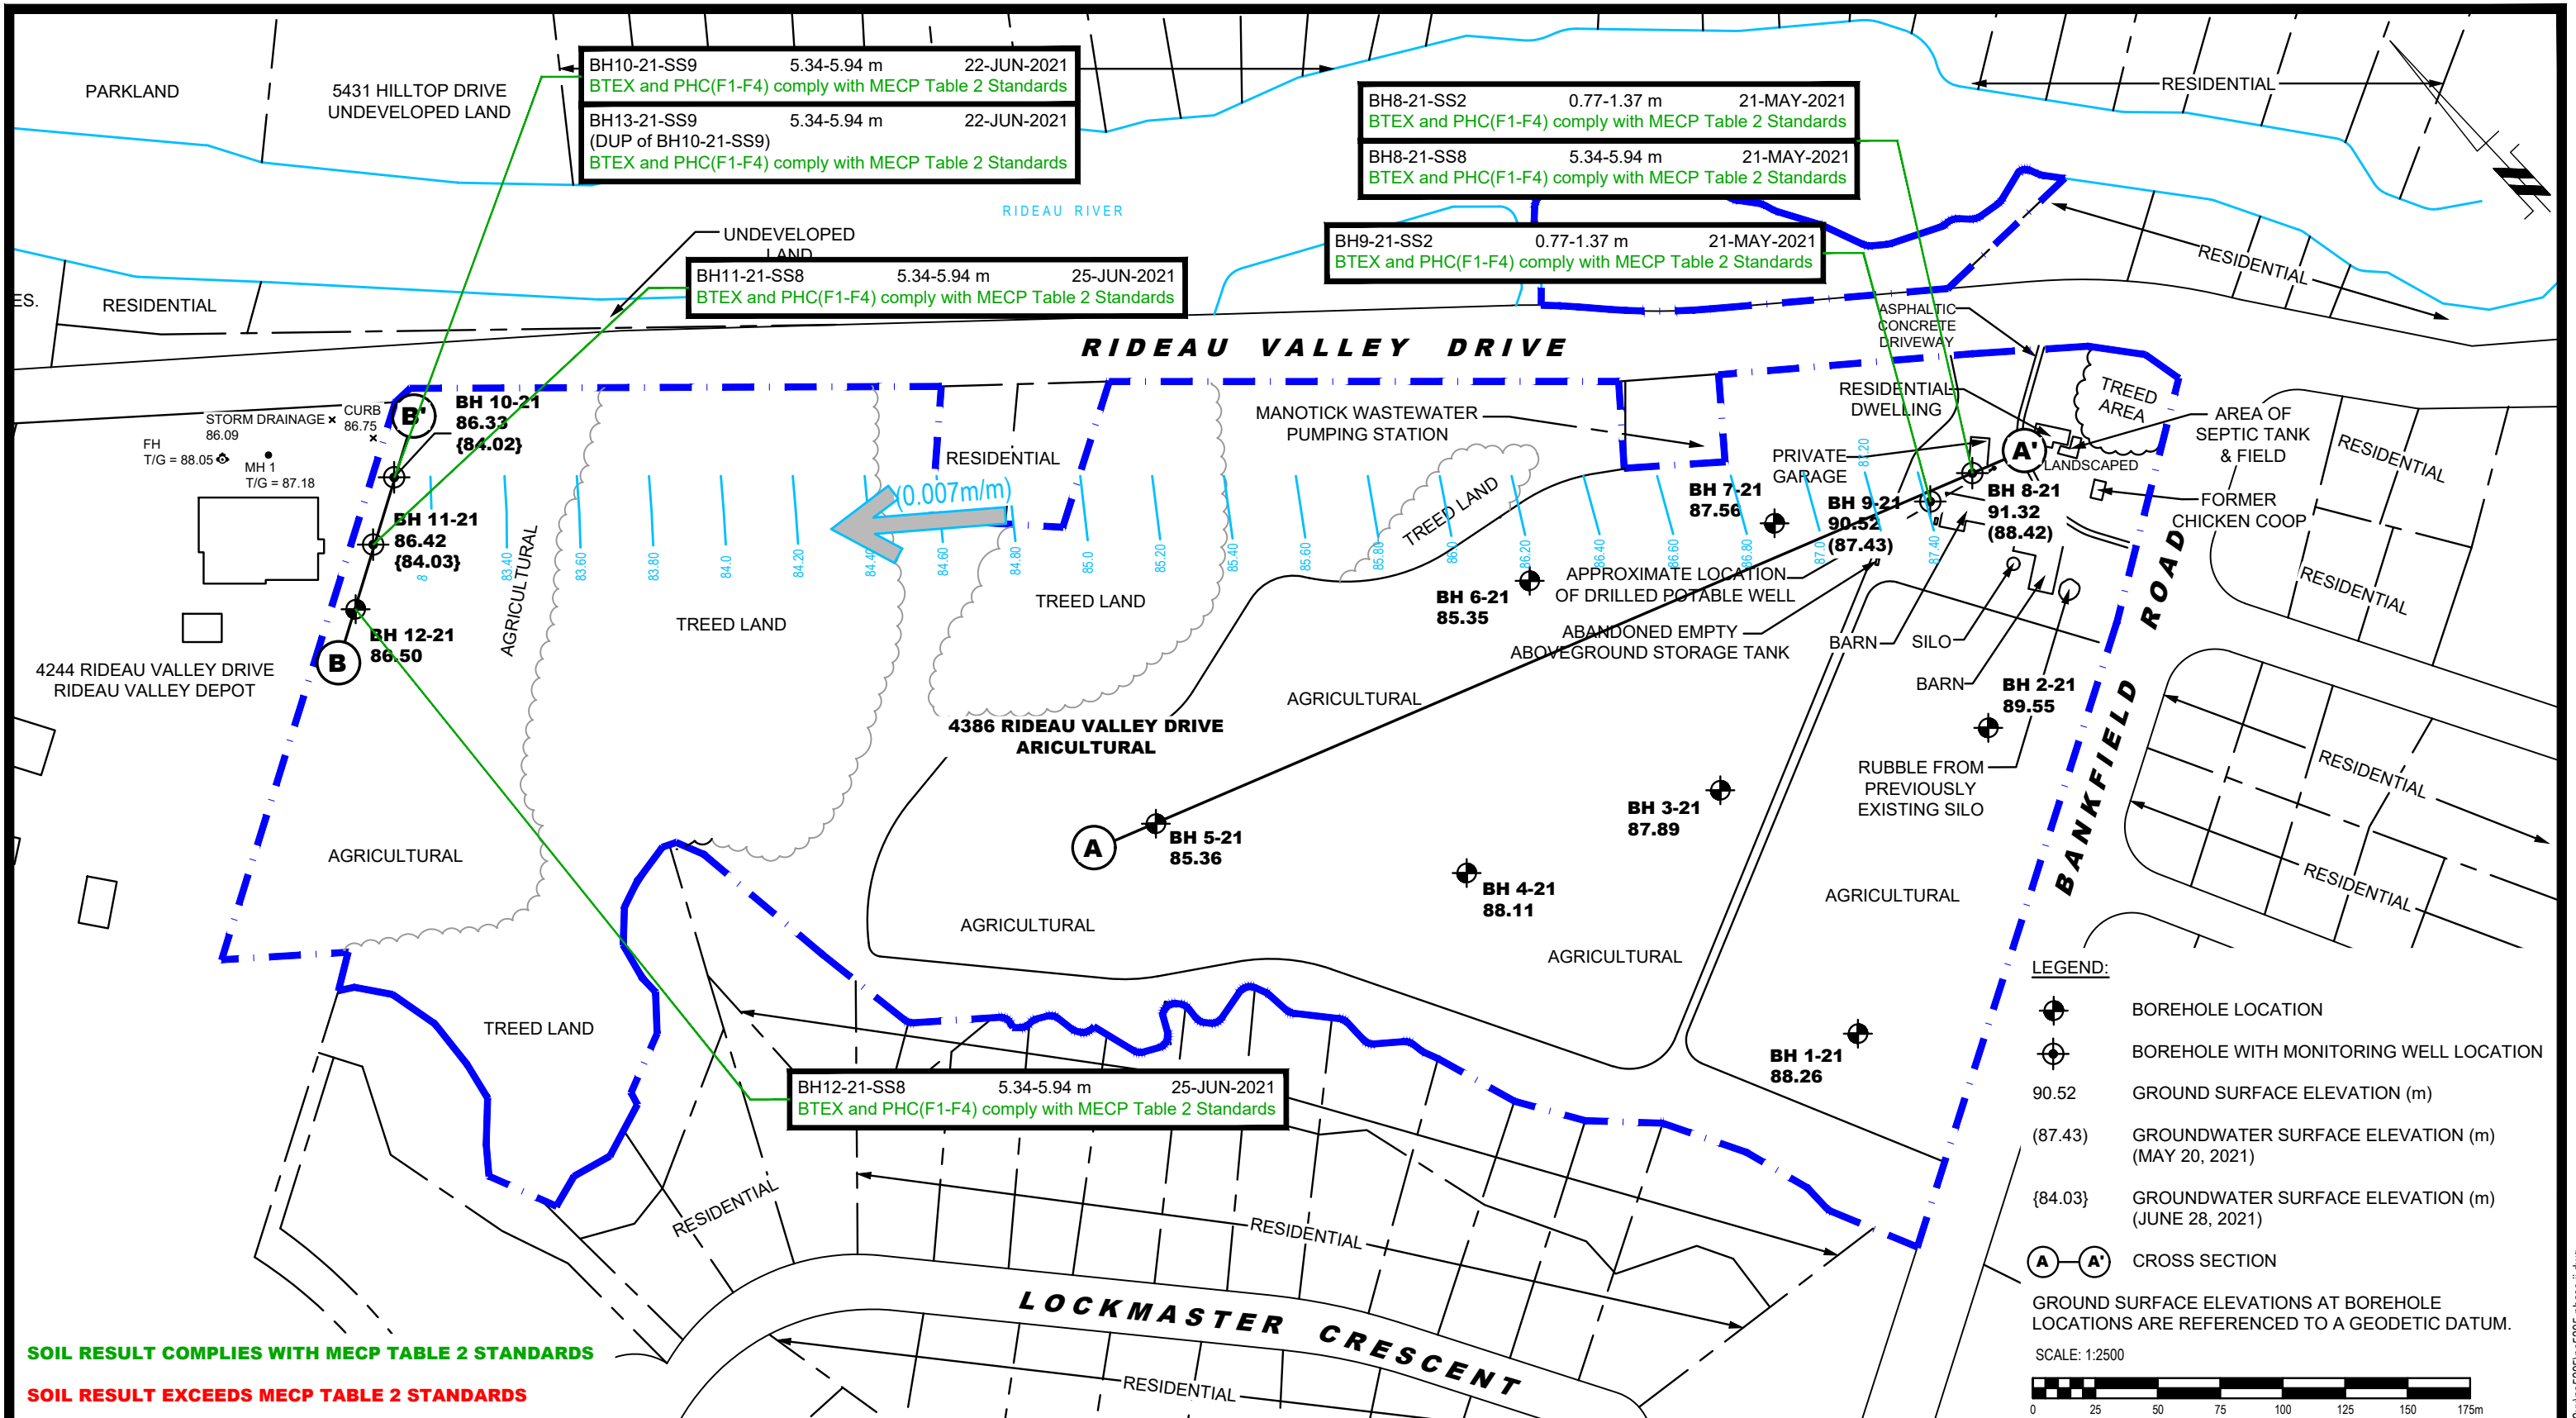 PARKLAND
5431 HILLTOP DRIVE
UNDEVELOPED LAND
BH10-21-SS9 5.34-5.94 m 22-JUN-2021
BTEX and PHC(F1-F4) comply with MECP Table 2 Standards
BH13-21-SS9 5.34-5.94 m 22-JUN-2021
(DUP of BH10-21-SS9)
BTEX and PHC(F1-F4) comply with MECP Table 2 Standards
BH8-21-SS2 0.77-1.37 m 21-MAY-2021
BTEX and PHC(F1-F4) comply with MECP Table 2 Standards
BH8-21-SS8 5.34-5.94 m 21-MAY-2021
BTEX and PHC(F1-F4) comply with MECP Table 2 Standards
RESIDENTIAL
RIDEAU RIVER
UNDEVELOPED
LAND
BH11-21-SS8 5.34-5.94 m 25-JUN-2021
BTEX and PHC(F1-F4) comply with MECP Table 2 Standards
BH9-21-SS2 0.77-1.37 m 21-MAY-2021
BTEX and PHC(F1-F4) comply with MECP Table 2 Standards
RESIDENTIAL
ES.
RESIDENTIAL
RIDEAU VALLEY DRIVE
ASPHALTIC
CONCRETE
DRIVEWAY
STORM DRAINAGE
86.09
CURB
86.75
FH
T/G = 88.05
MH 1
T/G = 87.18
B'
BH 10-21
86.33
{84.02}
BH 11-21
86.42
{84.03}
BH 12-21
86.50
B
4244 RIDEAU VALLEY DRIVE
RIDEAU VALLEY DEPOT
AGRICULTURAL
TREED LAND
RESIDENTIAL
(0.007m/m)
TREED LAND
MANOTICK WASTEWATER
PUMPING STATION
TREED LAND
RESIDENTIAL
DWELLING
TREED
AREA
AREA OF
SEPTIC TANK
& FIELD
PRIVATE
GARAGE
A'
LANDSCAPED
FORMER
CHICKEN COOP
RESIDENTIAL
RESIDENTIAL
8
83.40
83.60
83.80
84.0
84.20
84.40
84.60
84.80
85.0
85.20
85.40
85.60
85.80
86.0
86.20
86.40
86.60
86.80
87.0
87.20
87.40
BH 7-21
87.56
BH 9-21
90.52
(87.43)
BH 8-21
91.32
(88.42)
BH 6-21
85.35
APPROXIMATE LOCATION
OF DRILLED POTABLE WELL
ABANDONED EMPTY
ABOVEGROUND STORAGE TANK
BARN
SILO
BARN
BH 2-21
89.55
RUBBLE FROM
PREVIOUSLY
EXISTING SILO
BANKFIELD ROAD
AGRICULTURAL
4386 RIDEAU VALLEY DRIVE
ARICULTURAL
A
BH 5-21
85.36
BH 3-21
87.89
BH 4-21
88.11
AGRICULTURAL
AGRICULTURAL
AGRICULTURAL
AGRICULTURAL
BH 1-21
88.26
RESIDENTIAL
RESIDENTIAL
TREED LAND
BH12-21-SS8 5.34-5.94 m 25-JUN-2021
BTEX and PHC(F1-F4) comply with MECP Table 2 Standards
RESIDENTIAL
RESIDENTIAL
LOCKMASTER CRESCENT
RESIDENTIAL
LEGEND:
BOREHOLE LOCATION
BOREHOLE WITH MONITORING WELL LOCATION
90.52 GROUND SURFACE ELEVATION (m)
(87.43) GROUNDWATER SURFACE ELEVATION (m)
(MAY 20, 2021)
{84.03} GROUNDWATER SURFACE ELEVATION (m)
(JUNE 28, 2021)
A A' CROSS SECTION
GROUND SURFACE ELEVATIONS AT BOREHOLE
LOCATIONS ARE REFERENCED TO A GEODETIC DATUM.
SCALE: 1:2500
0 25 50 75 100 125 150 175m
SOIL RESULT COMPLIES WITH MECP TABLE 2 STANDARDS
SOIL RESULT EXCEEDS MECP TABLE 2 STANDARDS